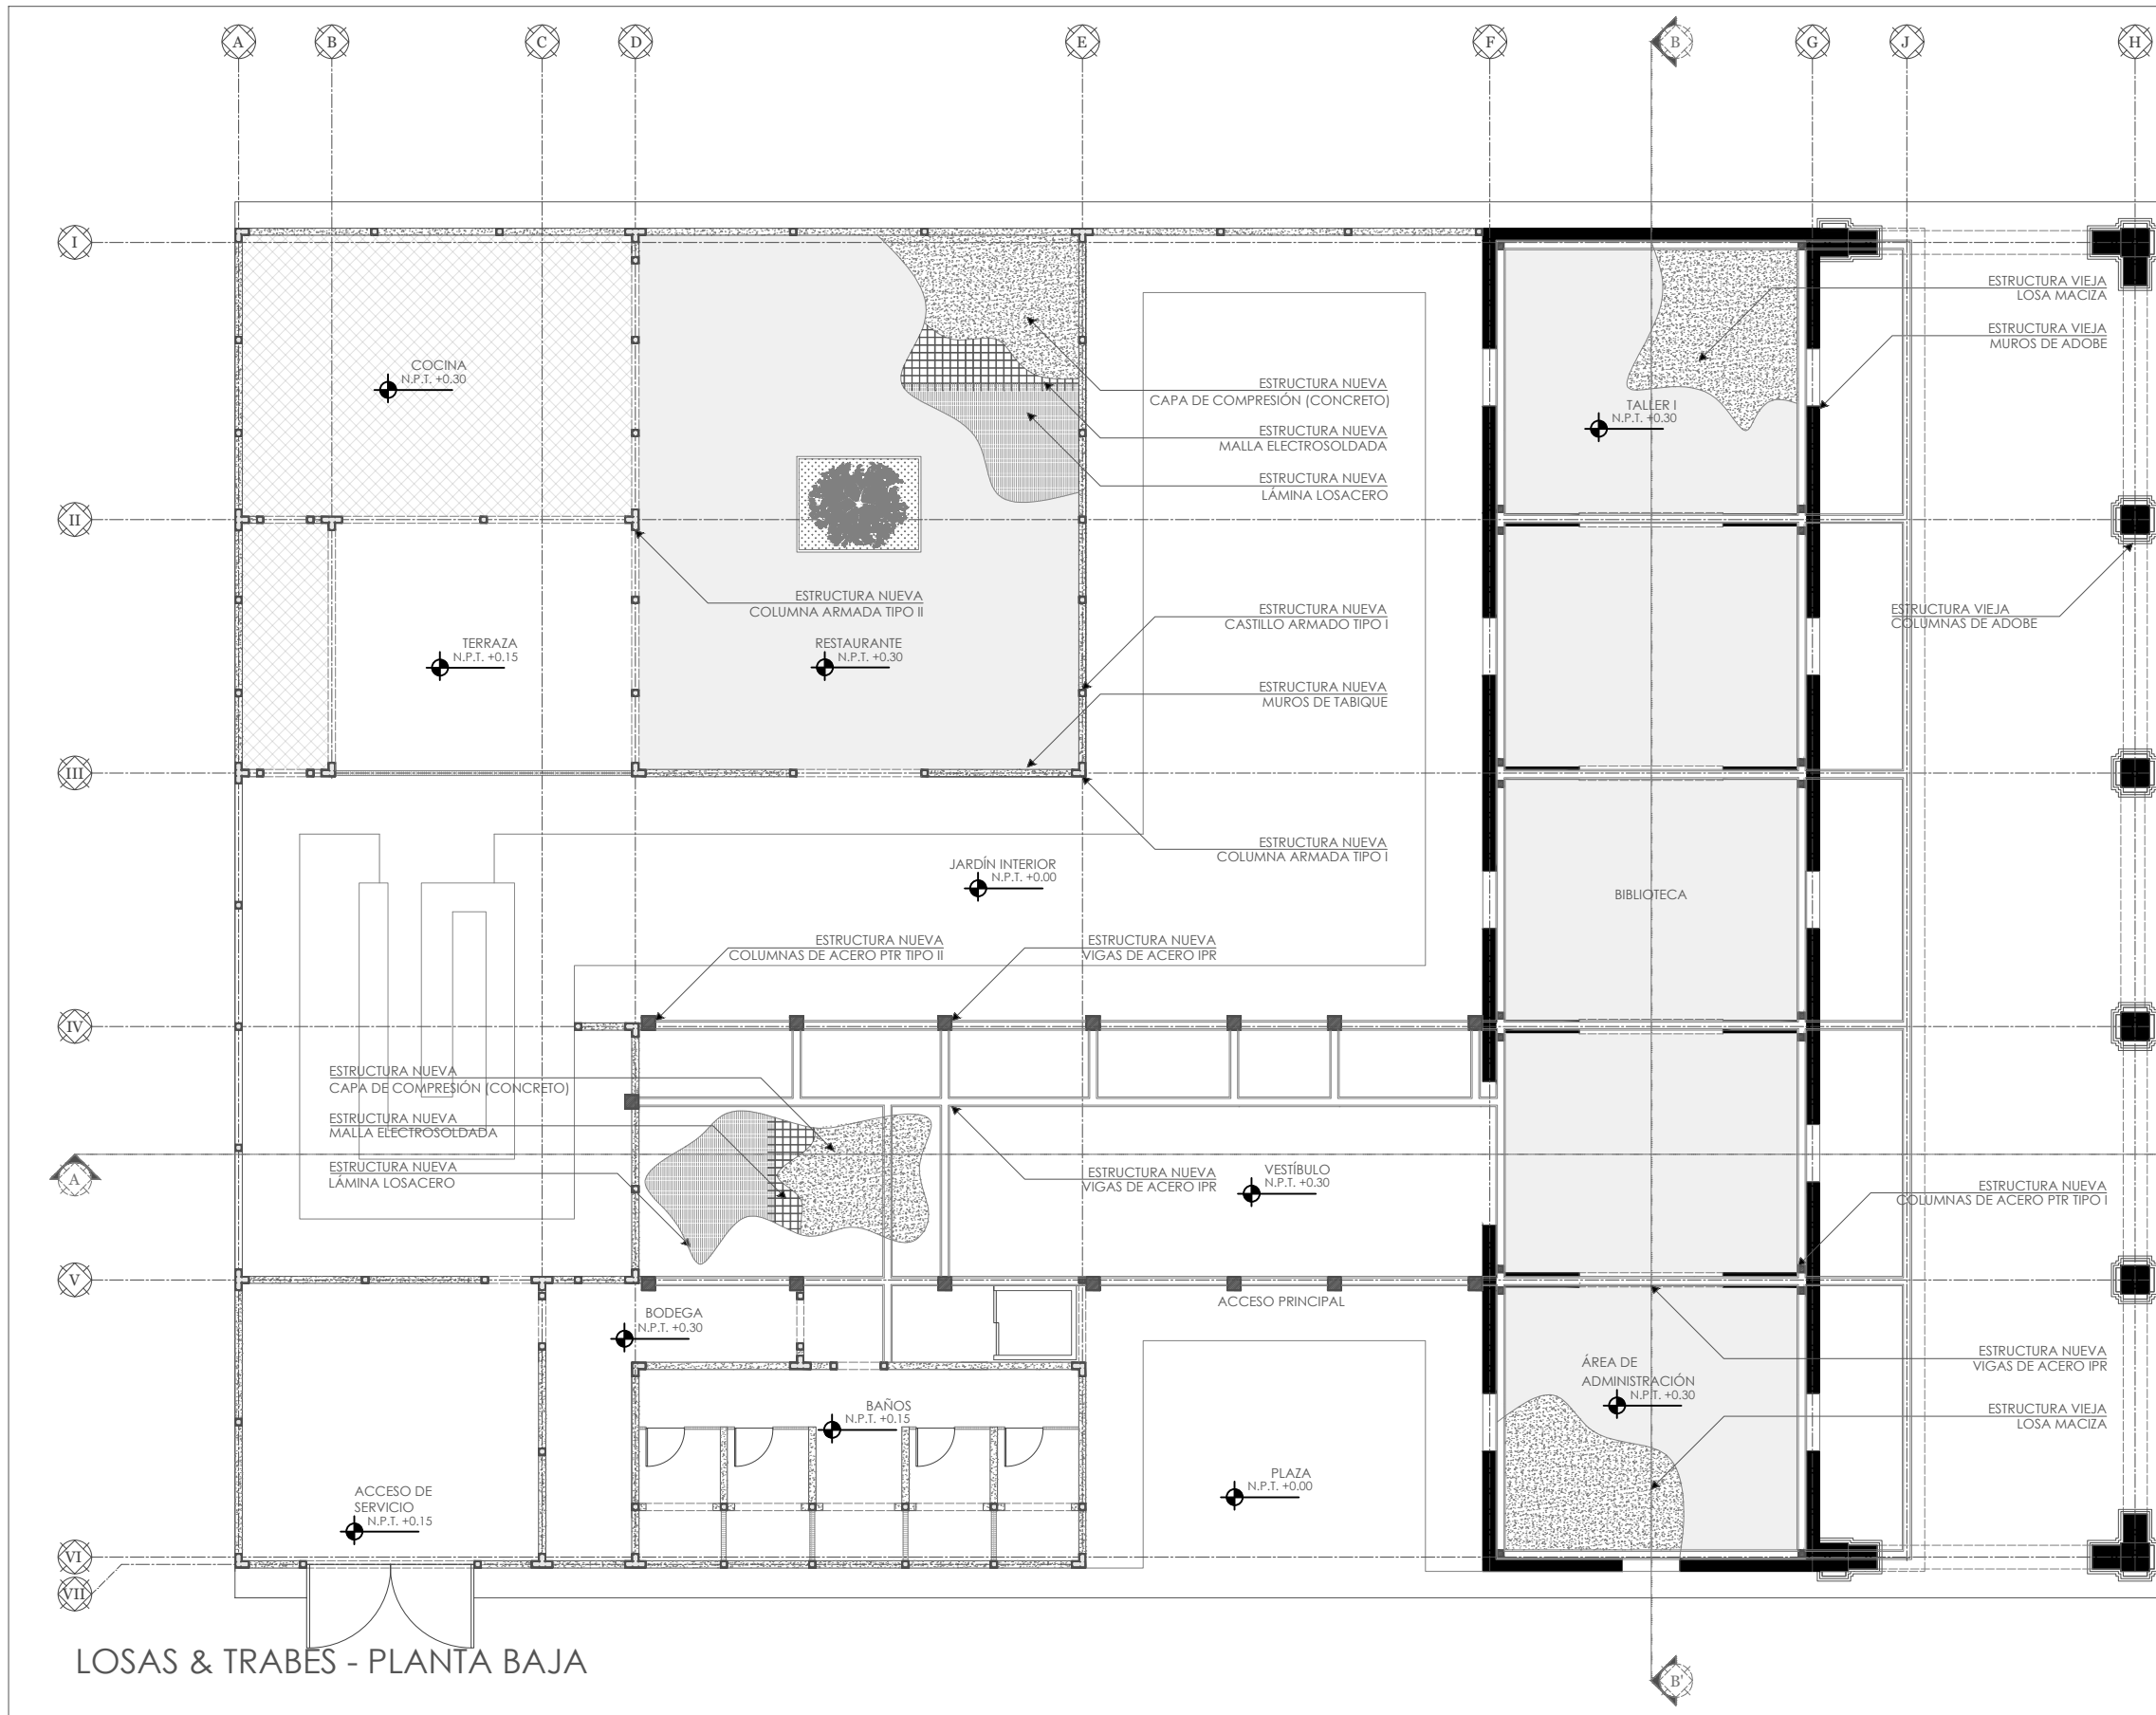 A
B
C
D
E
F
B
G
J
H
I
ESTRUCTURA VIEJA
LOSA MACIZA
ESTRUCTURA VIEJA
MUROS DE ADOBE
COCINA
N.P.T. +0.30
ESTRUCTURA NUEVA
CAPA DE COMPRESIÓN (CONCRETO)
TALLER I
N.P.T. +0.30
ESTRUCTURA NUEVA
MALLA ELECTROSOLDADA
ESTRUCTURA NUEVA
LÁMINA LOSACERO
II
ESTRUCTURA NUEVA
COLUMNA ARMADA TIPO II
ESTRUCTURA NUEVA
CASTILLO ARMADO TIPO I
ESTRUCTURA VIEJA
COLUMNAS DE ADOBE
TERRAZA
N.P.T. +0.15
RESTAURANTE
N.P.T. +0.30
ESTRUCTURA NUEVA
MUROS DE TABIQUE
III
ESTRUCTURA NUEVA
COLUMNA ARMADA TIPO I
JARDÍN INTERIOR
N.P.T. +0.00
BIBLIOTECA
ESTRUCTURA NUEVA
COLUMNAS DE ACERO PTR TIPO II
ESTRUCTURA NUEVA
VIGAS DE ACERO IPR
IV
ESTRUCTURA NUEVA
CAPA DE COMPRESIÓN (CONCRETO)
ESTRUCTURA NUEVA
MALLA ELECTROSOLDADA
ESTRUCTURA NUEVA
LÁMINA LOSACERO
A
ESTRUCTURA NUEVA
VIGAS DE ACERO IPR
VESTÍBULO
N.P.T. +0.30
ESTRUCTURA NUEVA
COLUMNAS DE ACERO PTR TIPO I
V
ACCESO PRINCIPAL
BODEGA
N.P.T. +0.30
ESTRUCTURA NUEVA
VIGAS DE ACERO IPR
ÁREA DE
ADMINISTRACIÓN
N.P.T. +0.30
BAÑOS
N.P.T. +0.15
ESTRUCTURA VIEJA
LOSA MACIZA
PLAZA
N.P.T. +0.00
ACCESO DE
SERVICIO
N.P.T. +0.15
VI
VII
LOSAS & TRABES - PLANTA BAJA
B'